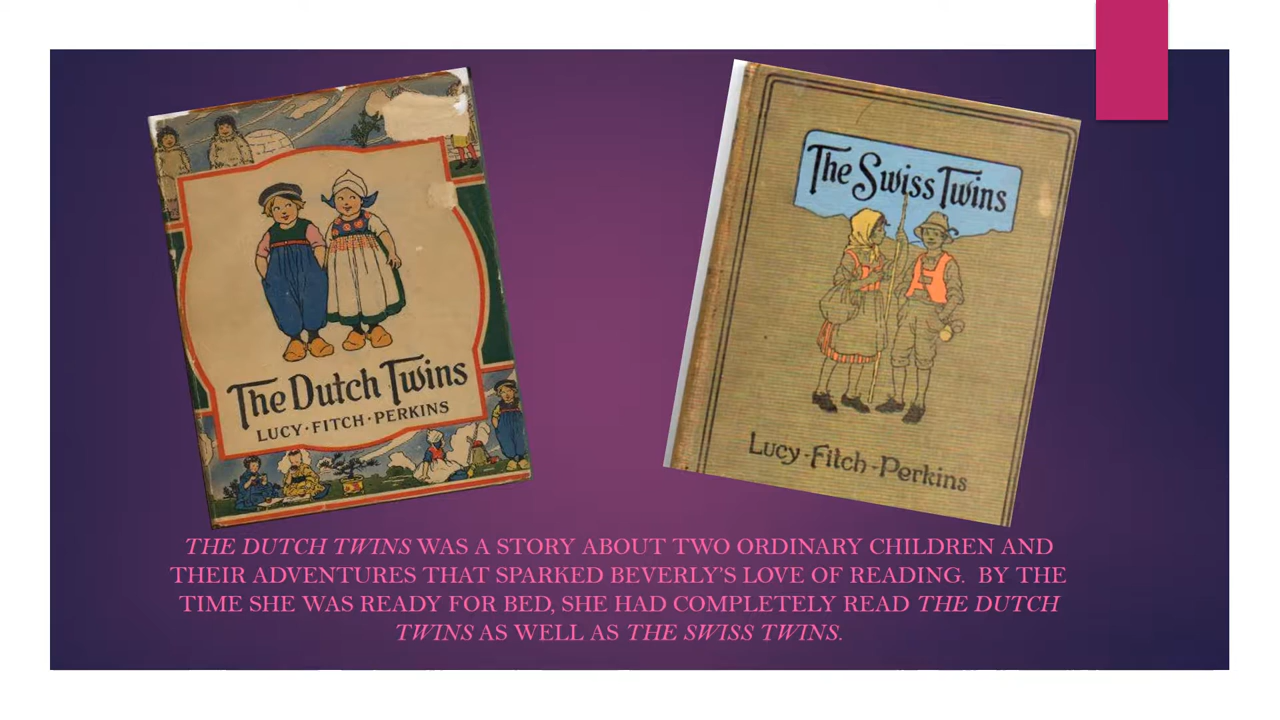 The Dutch Twins
LUCY·FITCH·PERKINS
The Swiss Twins
Lucy-Fitch-Perkins
THE DUTCH TWINS WAS A STORY ABOUT TWO ORDINARY CHILDREN AND
THEIR ADVENTURES THAT SPARKED BEVERLY'S LOVE OF READING.  BY THE
TIME SHE WAS READY FOR BED, SHE HAD COMPLETELY READ THE DUTCH
TWINS AS WELL AS THE SWISS TWINS.